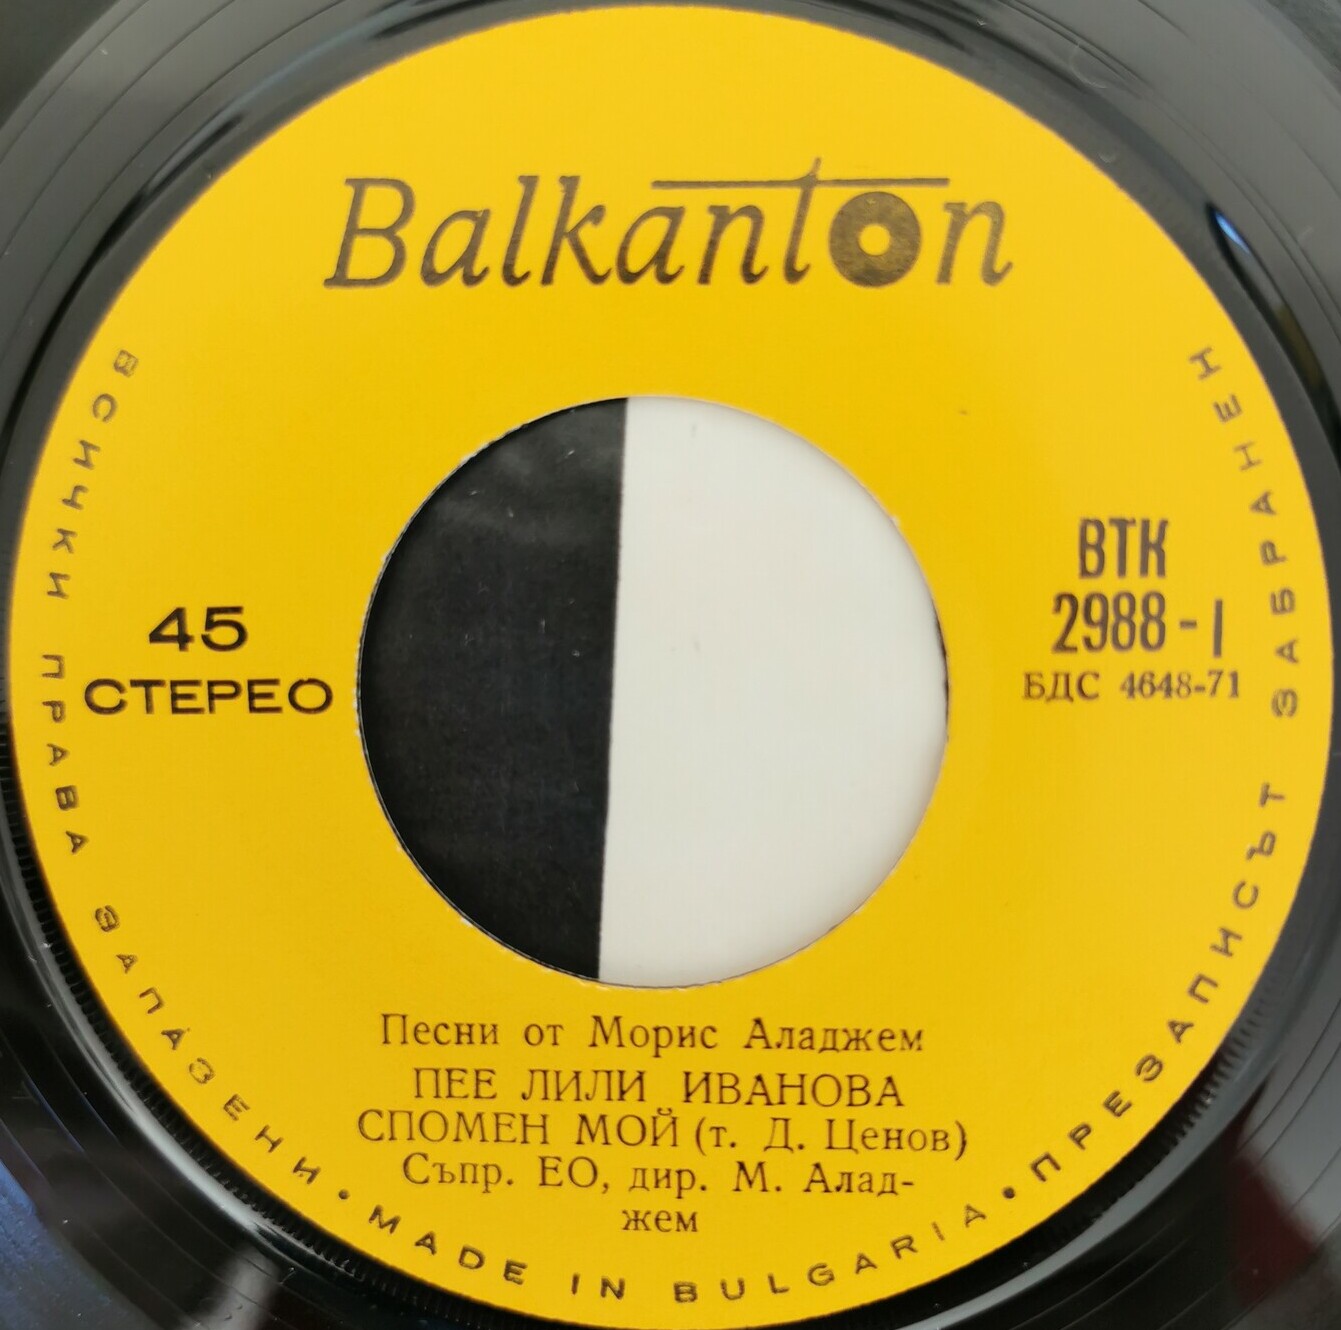 Balkanton
45
СТЕРЕО
ВТК
2988-1
БДС 4648-71
Песни от Морис Аладжем
ПЕЕ ЛИЛИ ИВАНОВА
СПОМЕН МОЙ (т. Д. Ценов)
Съпр. ЕО, дир. М. Алад-
жем
ВСИЧКИ ПРАВА ЗАПАЗЕНИ • MADE IN BULGARIA • ПРЕЗАПИСЪТ ЗАБРАНЕН